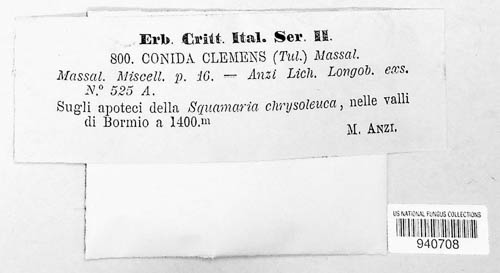 Erb. Critt. Ital. Ser. II.
800. CONIDA CLEMENS (Tul.) Massal.
Massal. Miscell. p. 16. — Anzi Lich. Longob. exs.
N.º 525 A.
Sugli apoteci della Squamaria chrysoleuca, nelle valli
di Bormio a 1400.m
M. ANZI.
US NATIONAL FUNGUS COLLECTIONS
940708